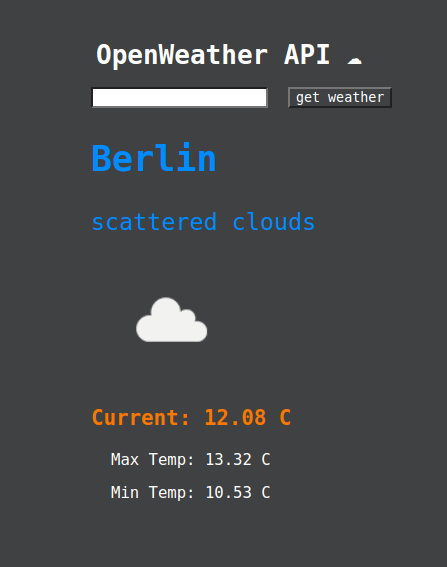 OpenWeather API ☁
get weather
Berlin
scattered clouds
Current: 12.08 C
Max Temp: 13.32 C
Min Temp: 10.53 C